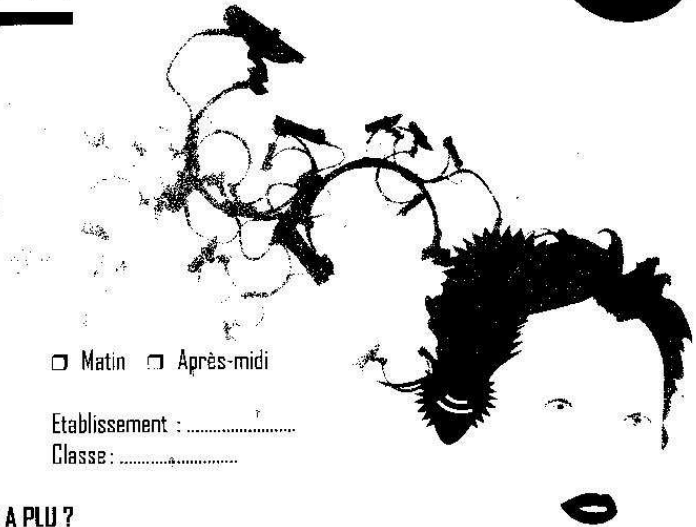 ☐ Matin ☐ Après-midi
Etablissement : ........................
Classe : ..........................
A PLU ?